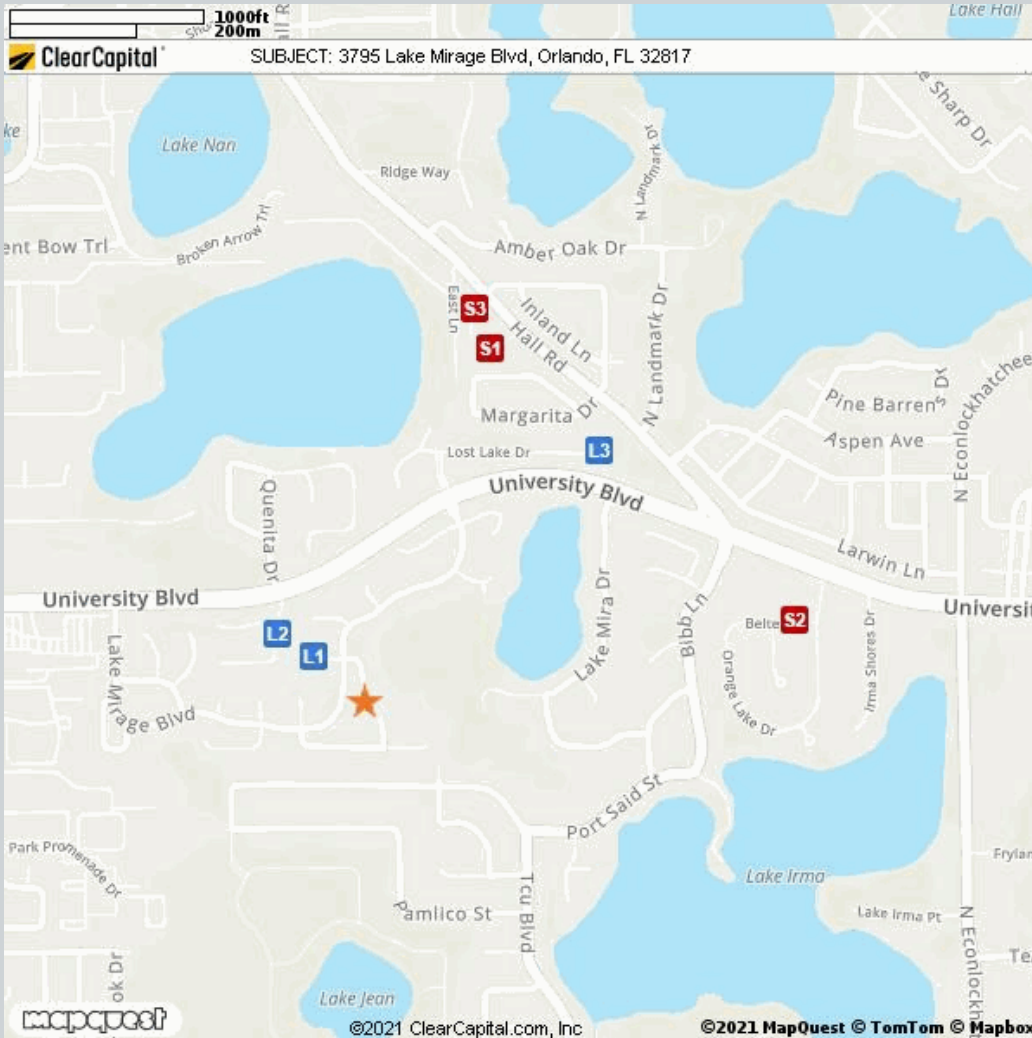 1000ft
200m
Lake Hall
ClearCapital
SUBJECT: 3795 Lake Mirage Blvd, Orlando, FL 32817
e Sharp Dr
ke
Lake Nan
N Landmark Dr
Ridge Way
Broken Arrow Trl
ent Bow Trl
Amber Oak Dr
East Ln
S3
Inland Ln
N Landmark Dr
S1
Hall Rd
N Econlockhatchee
Pine Barrens Dr
Margarita Dr
Aspen Ave
Lost Lake Dr
L3
University Blvd
Quenita Dr
Larwin Ln
University Blvd
Universit
Lake Mira Dr
Bibb Ln
Belte
S2
Irma Shores Dr
L2
L1
Lake Mirage Blvd
Orange Lake Dr
Port Said St
Park Promenade Dr
Frylan
Lake Irma
Tcu Blvd
Pamlico St
Lake Irma Pt
N Econlockh
Te
ok Dr
Lake Jean
mapquest
©2021 ClearCapital.com, Inc
©2021 MapQuest © TomTom © Mapbox